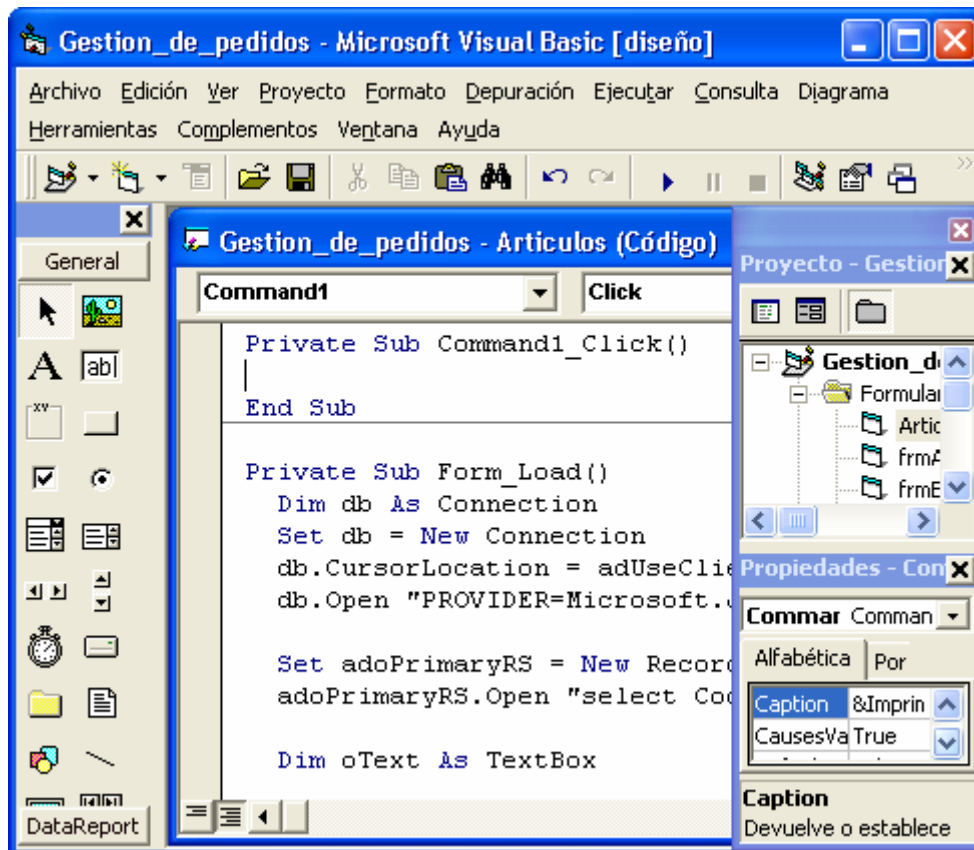 Gestion_de_pedidos - Microsoft Visual Basic [diseño]
Archivo Edición Ver Proyecto Formato Depuración Ejecutar Consulta Diagrama
Herramientas Complementos Ventana Ayuda
General
A
abl
xv
DataReport
Gestion_de_pedidos - Articulos (Código)
Command1
Click
Private Sub Command1_Click()
End Sub
Private Sub Form_Load()
Dim db As Connection
Set db = New Connection
db.CursorLocation = adUseClie
db.Open "PROVIDER=Microsoft.
Set adoPrimaryRS = New Recor
adoPrimaryRS.Open "select Co
Dim oText As TextBox
Proyecto - Gestion
Gestion_d
Formular
Artic
frmA
frmE
Propiedades - Com
Commar Comman
Alfabética Por
Caption &Imprin
CausesVa True
Caption
Devuelve o establece